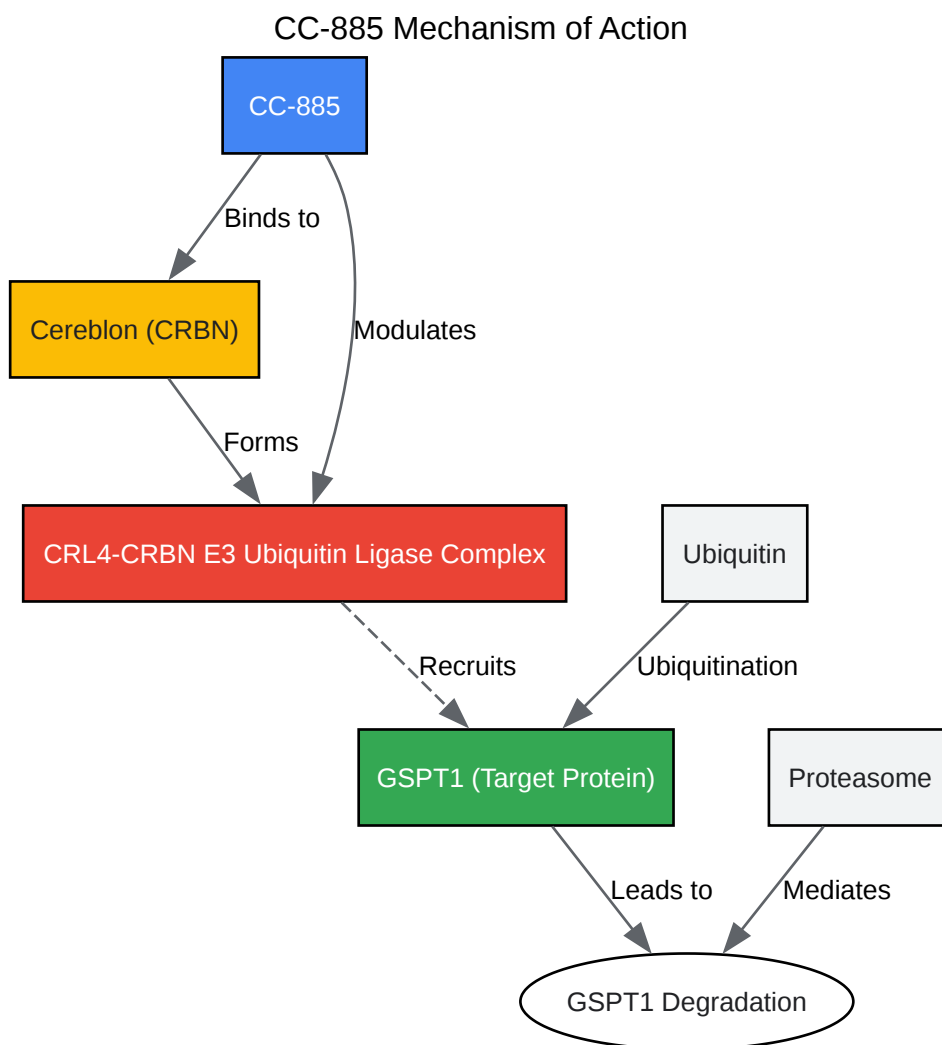 CC-885 Mechanism of Action
CC-885
Binds to
Cereblon (CRBN)
Modulates
Forms
CRL4-CRBN E3 Ubiquitin Ligase Complex
Ubiquitin
Recruits
Ubiquitination
GSPT1 (Target Protein)
Proteasome
Leads to
Mediates
GSPT1 Degradation